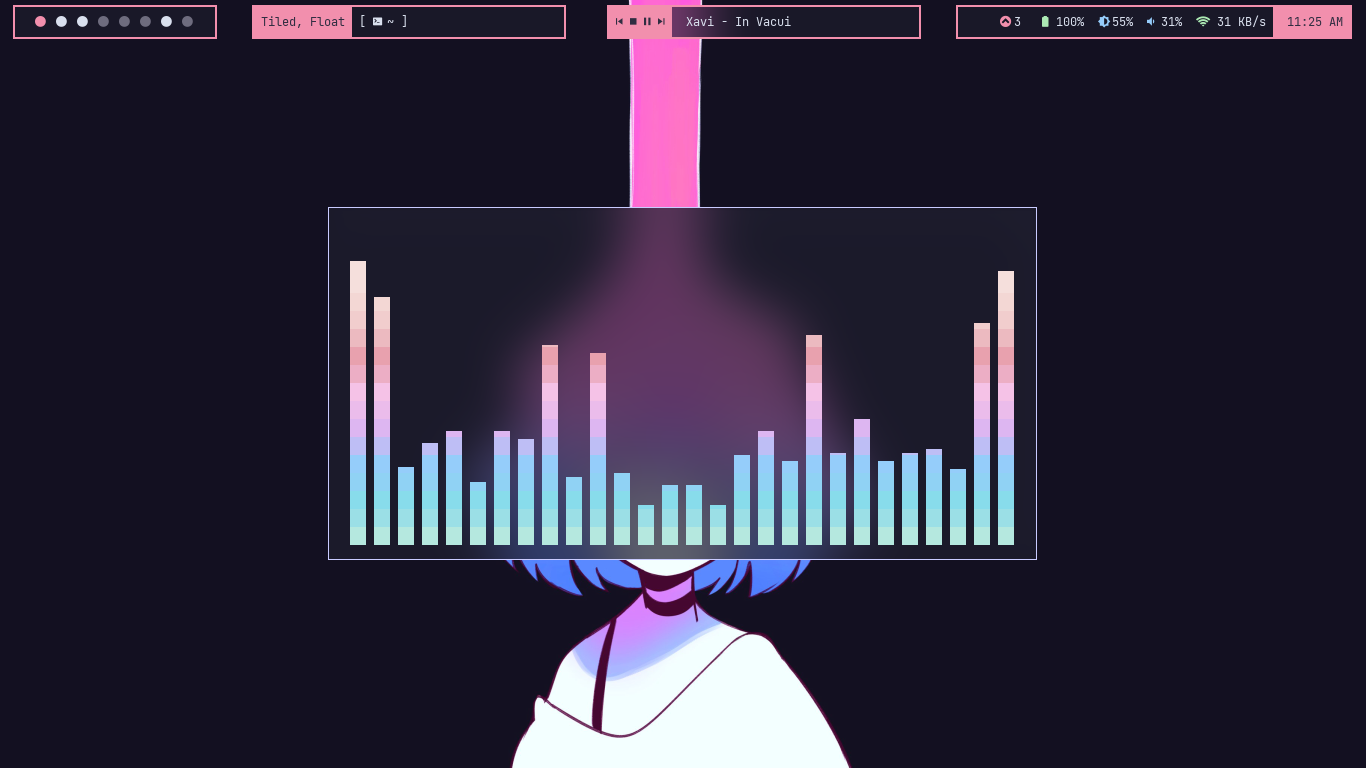 Tiled, Float
[ ~ ]
Xavi - In Vacui
3 100% 55% 31% 31 KB/s
11:25 AM